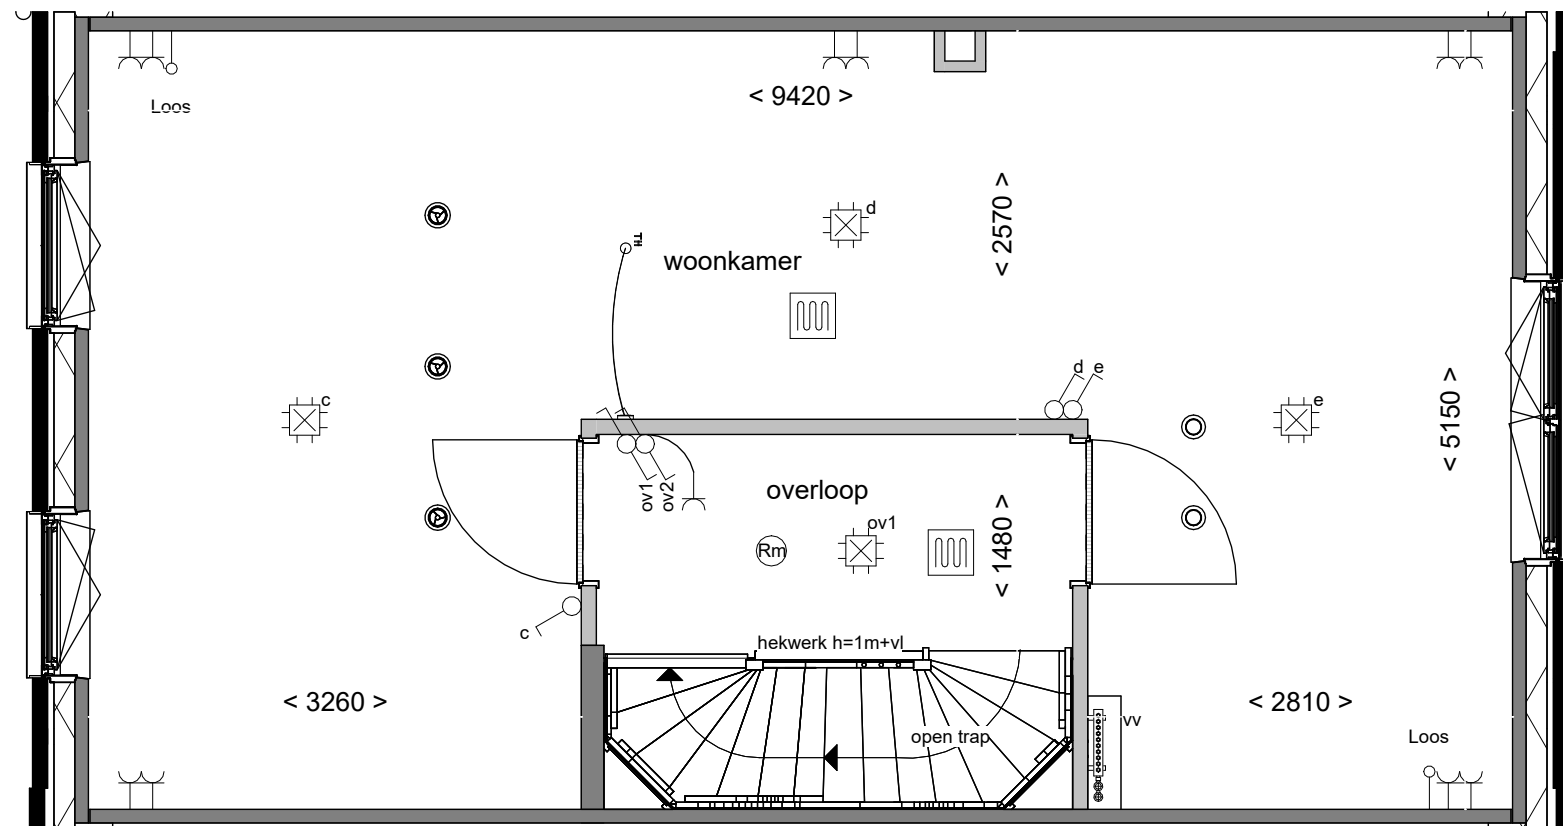 Loos
< 9420 >
d
< 2570 >
TH
woonkamer
d e
c
e
< 5150 >
ov1
ov2
overloop
ov1
Rm
< 1480 >
c
hekwerk h=1m+vl
< 3260 >
< 2810 >
vv
open trap
Loos